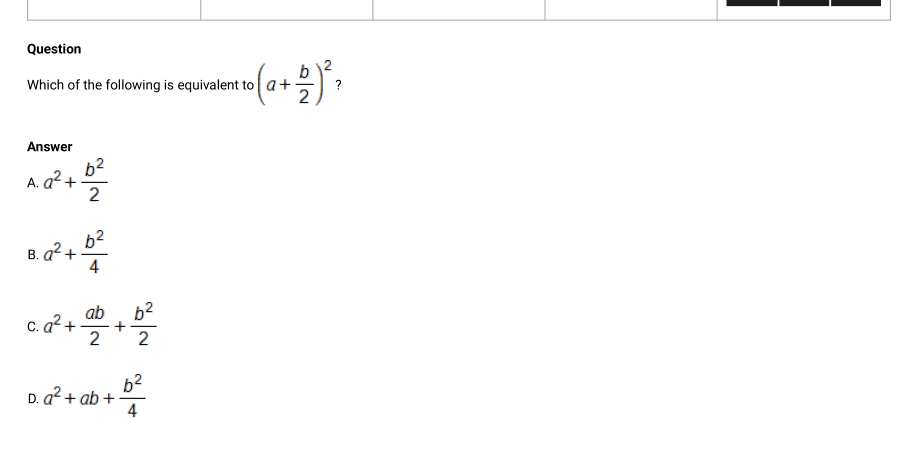 Question
Which of the following is equivalent to (a + b/2)² ?
Answer
A. a² + b²/2
B. a² + b²/4
C. a² + ab/2 + b²/2
D. a² + ab + b²/4